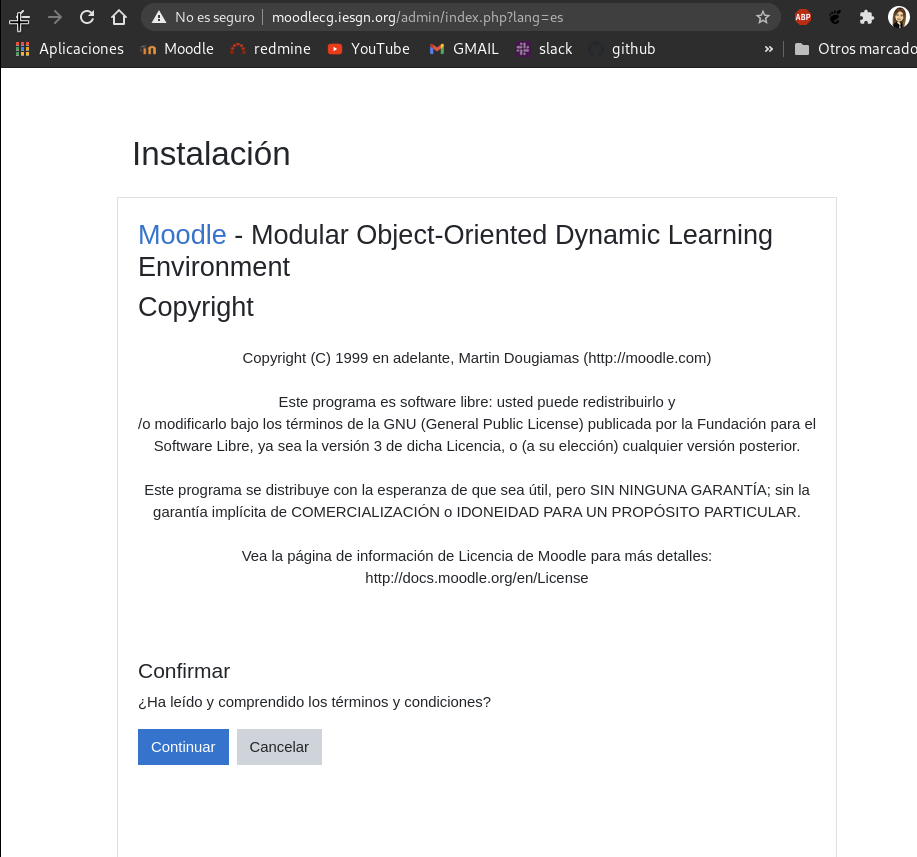 No es seguro moodlecg.iesgn.org/admin/index.php?lang=es ABP
Aplicaciones Moodle redmine YouTube GMAIL slack github » Otros marcado
Instalación
Moodle - Modular Object-Oriented Dynamic Learning
Environment
Copyright
Copyright (C) 1999 en adelante, Martin Dougiamas (http://moodle.com)
Este programa es software libre: usted puede redistribuirlo y
/o modificarlo bajo los términos de la GNU (General Public License) publicada por la Fundación para el
Software Libre, ya sea la versión 3 de dicha Licencia, o (a su elección) cualquier versión posterior.
Este programa se distribuye con la esperanza de que sea útil, pero SIN NINGUNA GARANTÍA; sin la
garantía implícita de COMERCIALIZACIÓN o IDONEIDAD PARA UN PROPÓSITO PARTICULAR.
Vea la página de información de Licencia de Moodle para más detalles:
http://docs.moodle.org/en/License
Confirmar
¿Ha leído y comprendido los términos y condiciones?
Continuar Cancelar